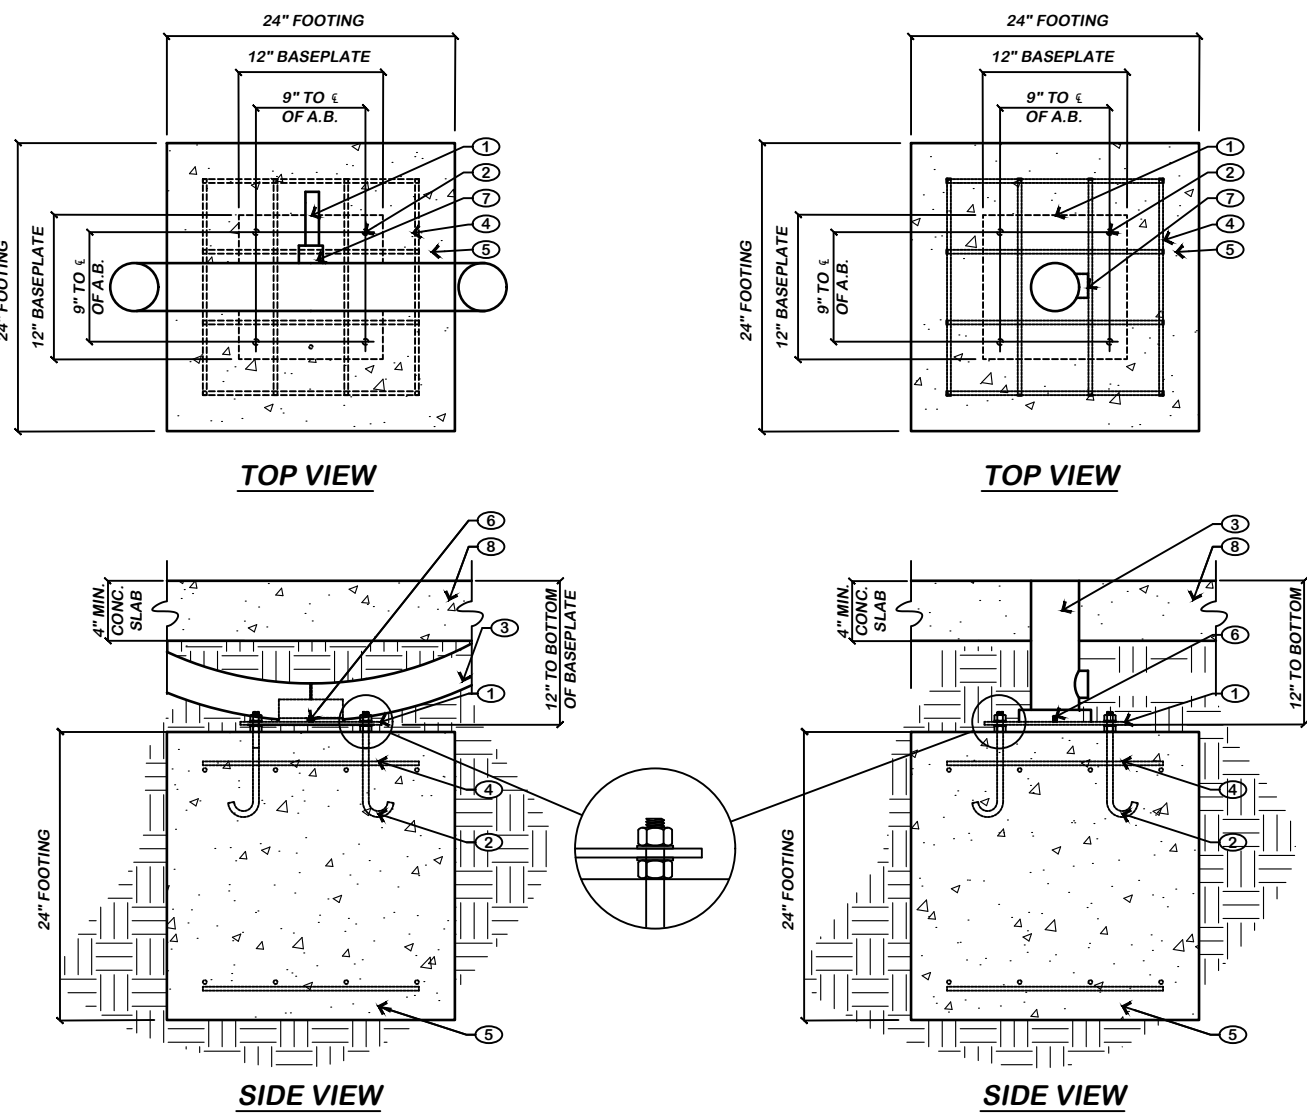 24" FOOTING
12" BASEPLATE
9" TO ℄
OF A.B.
24" FOOTING
12" BASEPLATE
9" TO ℄
OF A.B.
1
2
7
4
5
TOP VIEW
24" FOOTING
12" BASEPLATE
9" TO ℄
OF A.B.
24" FOOTING
12" BASEPLATE
9" TO ℄
OF A.B.
1
2
7
4
5
TOP VIEW
4" MIN.
CONC.
SLAB
6
8
3
1
12" TO BOTTOM
OF BASEPLATE
24" FOOTING
4
2
5
SIDE VIEW
4" MIN.
CONC.
SLAB
3
8
6
1
12" TO BOTTOM
24" FOOTING
4
2
5
SIDE VIEW